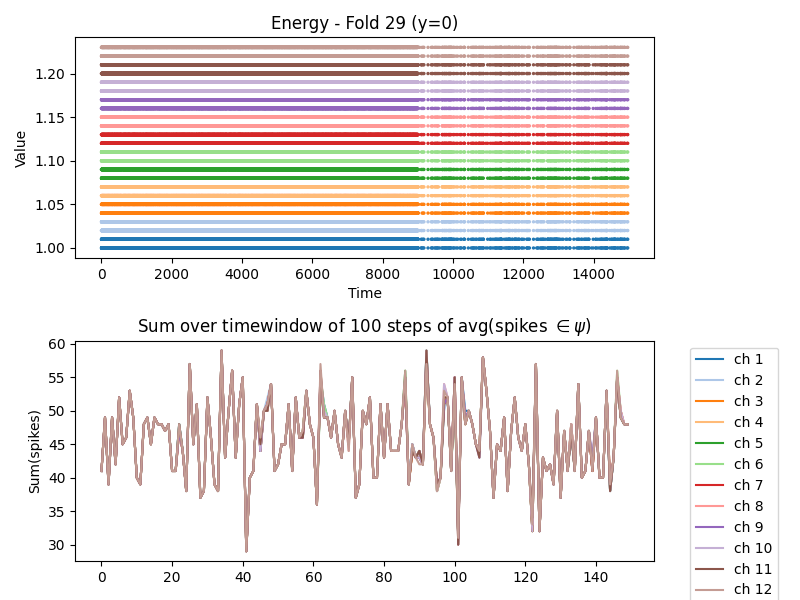 Energy - Fold 29 (y=0)
Value
1.20
1.15
1.10
1.05
1.00
0 2000 4000 6000 8000 10000 12000 14000
Time
Sum over timewindow of 100 steps of avg(spikes ∈ ψ)
Sum(spikes)
60
55
50
45
40
35
30
0 20 40 60 80 100 120 140
ch 1
ch 2
ch 3
ch 4
ch 5
ch 6
ch 7
ch 8
ch 9
ch 10
ch 11
ch 12